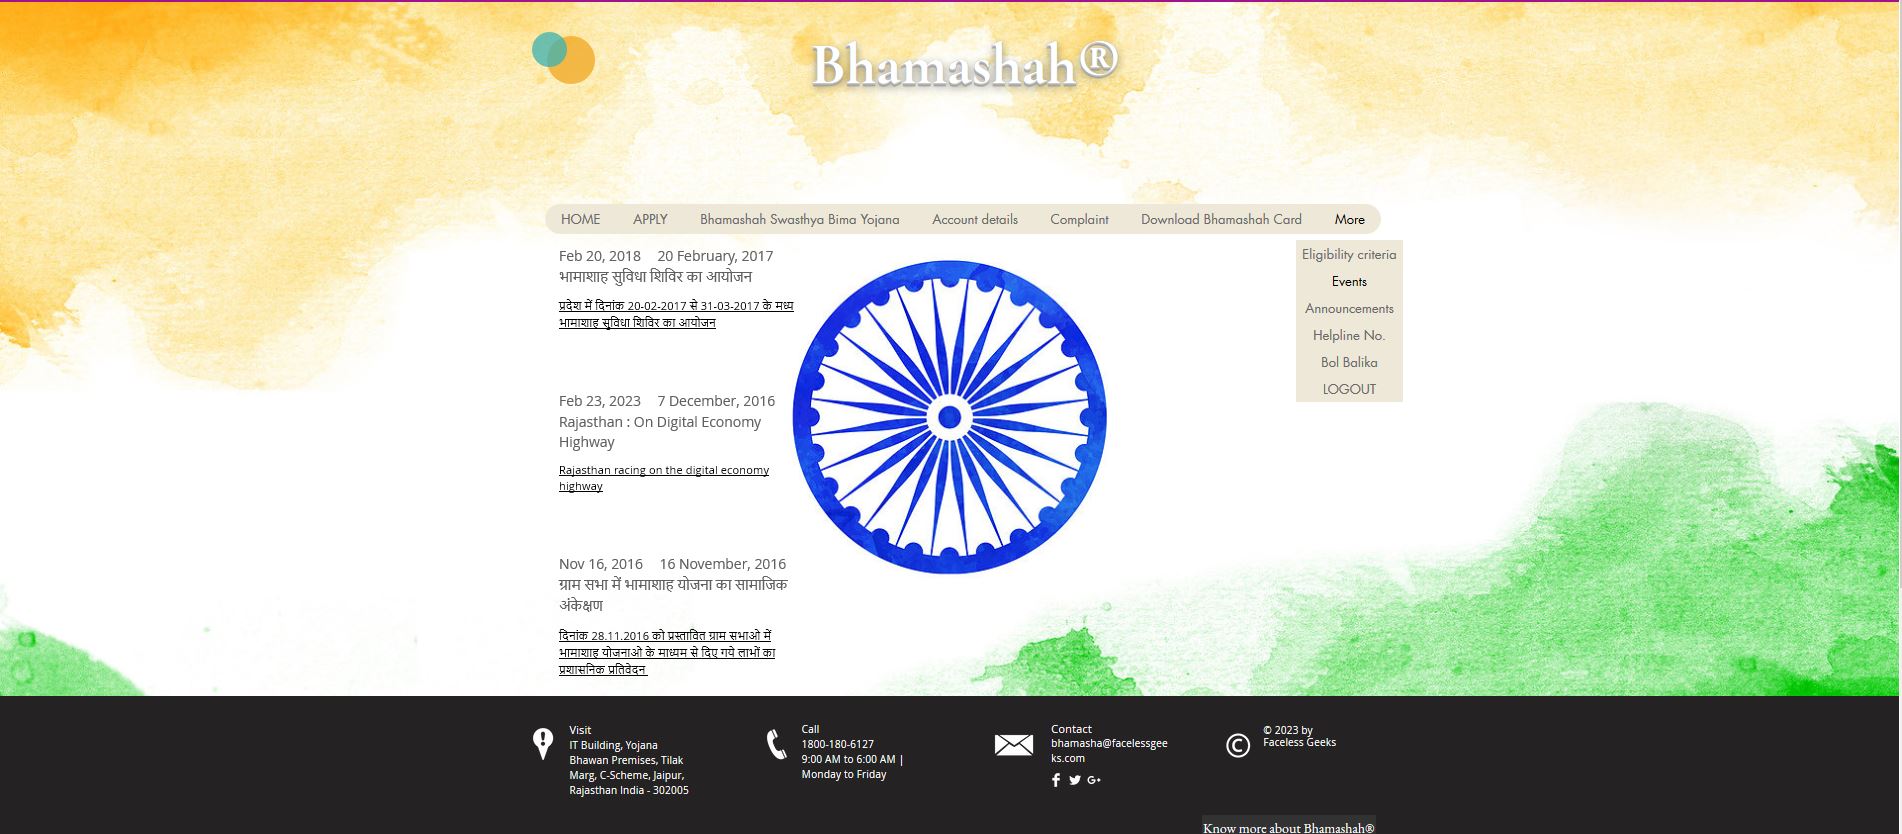 Bhamashah®
HOME APPLY Bhamashah Swasthya Bima Yojana Account details Complaint Download Bhamashah Card More
Eligibility criteria
Events
Announcements
Helpline No.
Bol Balika
LOGOUT
Feb 20, 2018 20 February, 2017
भामाशाह सुविधा शिविर का आयोजन
प्रदेश में दिनांक 20-02-2017 से 31-03-2017 के मध्य
भामाशाह सुविधा शिविर का आयोजन
Feb 23, 2023 7 December, 2016
Rajasthan : On Digital Economy
Highway
Rajasthan racing on the digital economy
highway
Nov 16, 2016 16 November, 2016
ग्राम सभा में भामाशाह योजना का सामाजिक
अंकेक्षण
दिनांक 28.11.2016 को प्रस्तावित ग्राम सभाओ में
भामाशाह योजनाओ के माध्यम से दिए गये लाभों का
प्रशासनिक प्रतिवेदन
Visit
IT Building, Yojana
Bhawan Premises, Tilak
Marg, C-Scheme, Jaipur,
Rajasthan India - 302005
Call
1800-180-6127
9:00 AM to 6:00 AM |
Monday to Friday
Contact
bhamasha@facelessgee
ks.com
© 2023 by
Faceless Geeks
Know more about Bhamashah®